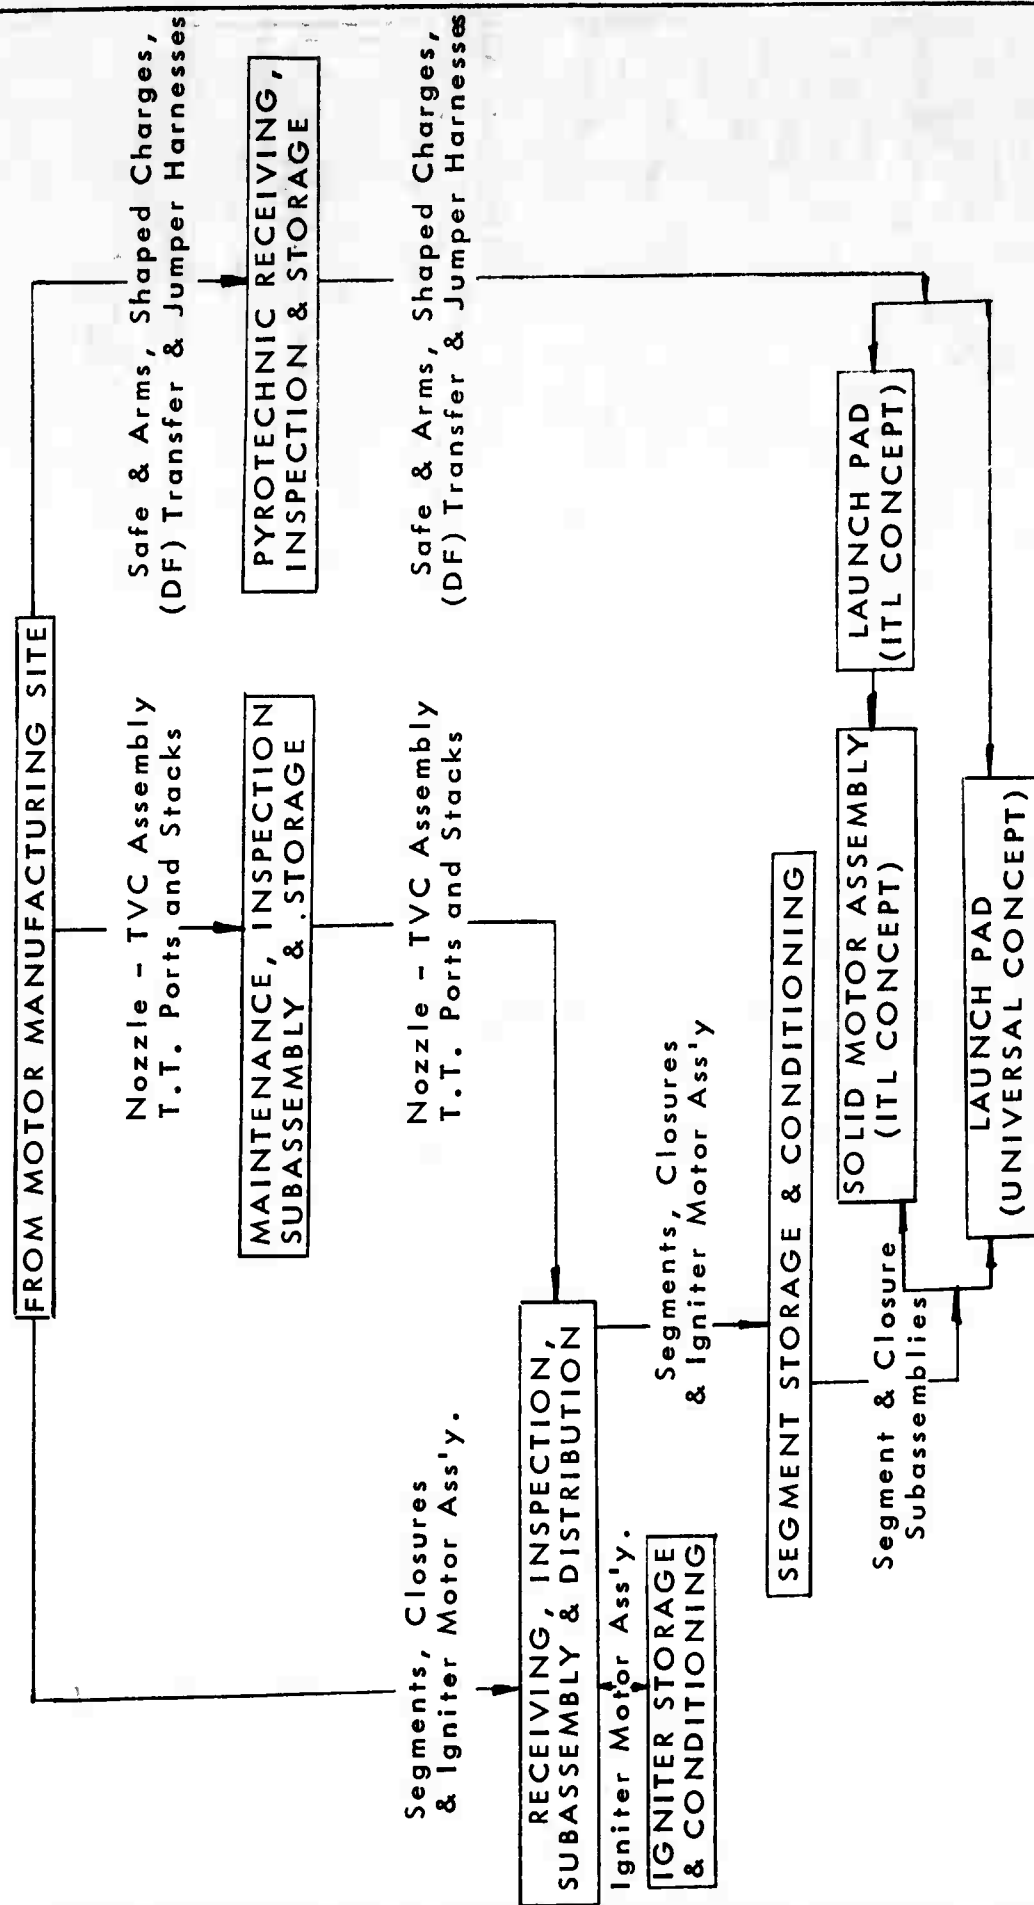 FROM MOTOR MANUFACTURING SITE
Nozzle - TVC Assembly
T.T. Ports and Stacks
Safe & Arms, Shaped Charges,
(DF) Transfer & Jumper Harnesses
MAINTENANCE, INSPECTION
SUBASSEMBLY & STORAGE
PYROTECHNIC RECEIVING,
INSPECTION & STORAGE
Segments, Closures
& Igniter Motor Ass'y.
Nozzle - TVC Assembly
T.T. Ports and Stacks
Safe & Arms, Shaped Charges,
(DF) Transfer & Jumper Harnesses
RECEIVING, INSPECTION,
SUBASSEMBLY & DISTRIBUTION
Igniter Motor Ass'y.
IGNITER STORAGE
& CONDITIONING
Segments, Closures
& Igniter Motor Ass'y
SEGMENT STORAGE & CONDITIONING
Segment & Closure
Subassemblies
SOLID MOTOR ASSEMBLY
(ITL CONCEPT)
LAUNCH PAD
(ITL CONCEPT)
LAUNCH PAD
(UNIVERSAL CONCEPT)